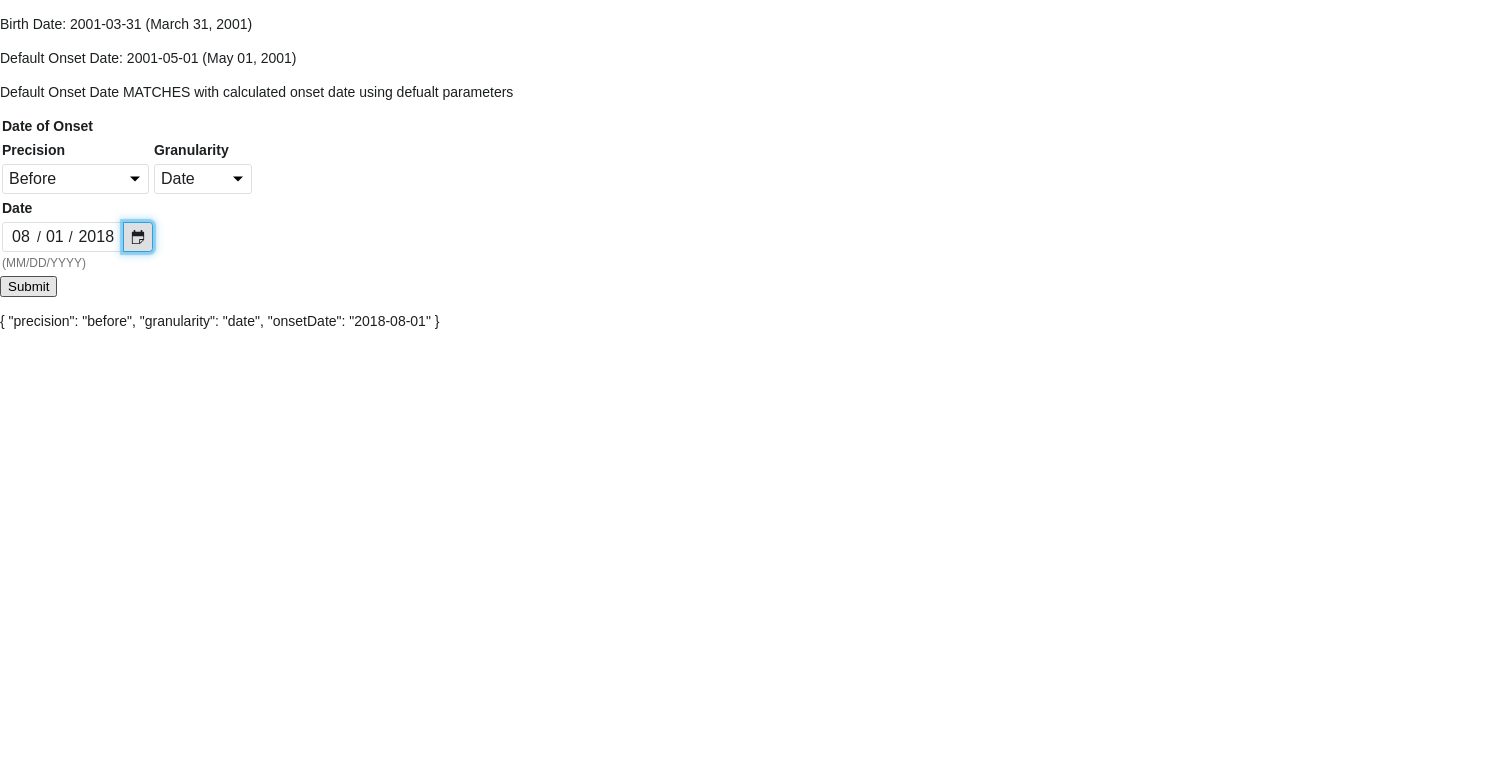 Birth Date: 2001-03-31 (March 31, 2001)
Default Onset Date: 2001-05-01 (May 01, 2001)
Default Onset Date MATCHES with calculated onset date using defualt parameters
Date of Onset
Precision Granularity
Before Date
Date
08 / 01 / 2018
(MM/DD/YYYY)
Submit
{ "precision": "before", "granularity": "date", "onsetDate": "2018-08-01" }